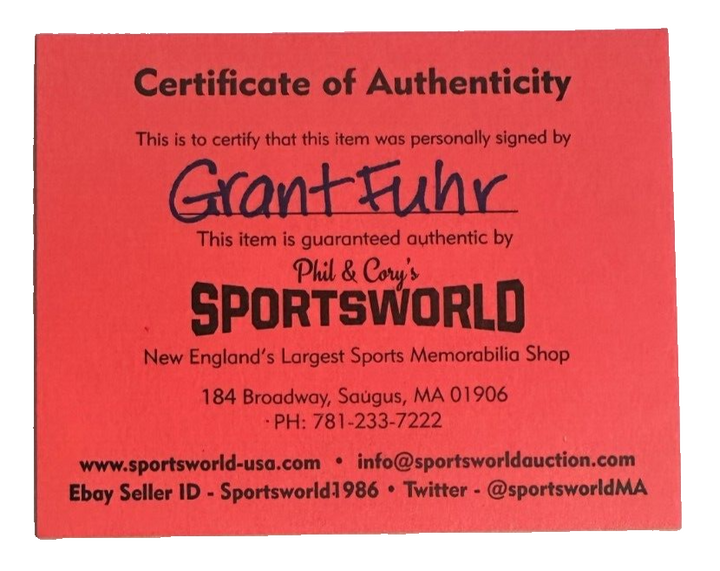 Certificate of Authenticity
This is to certify that this item was personally signed by
Grant Fuhr
This item is guaranteed authentic by
Phil & Cory's
SPORTSWORLD
New England's Largest Sports Memorabilia Shop
184 Broadway, Saugus, MA 01906
PH: 781-233-7222
www.sportsworld-usa.com • info@sportsworldauction.com
Ebay Seller ID - Sportsworld1986 • Twitter - @sportsworldMA